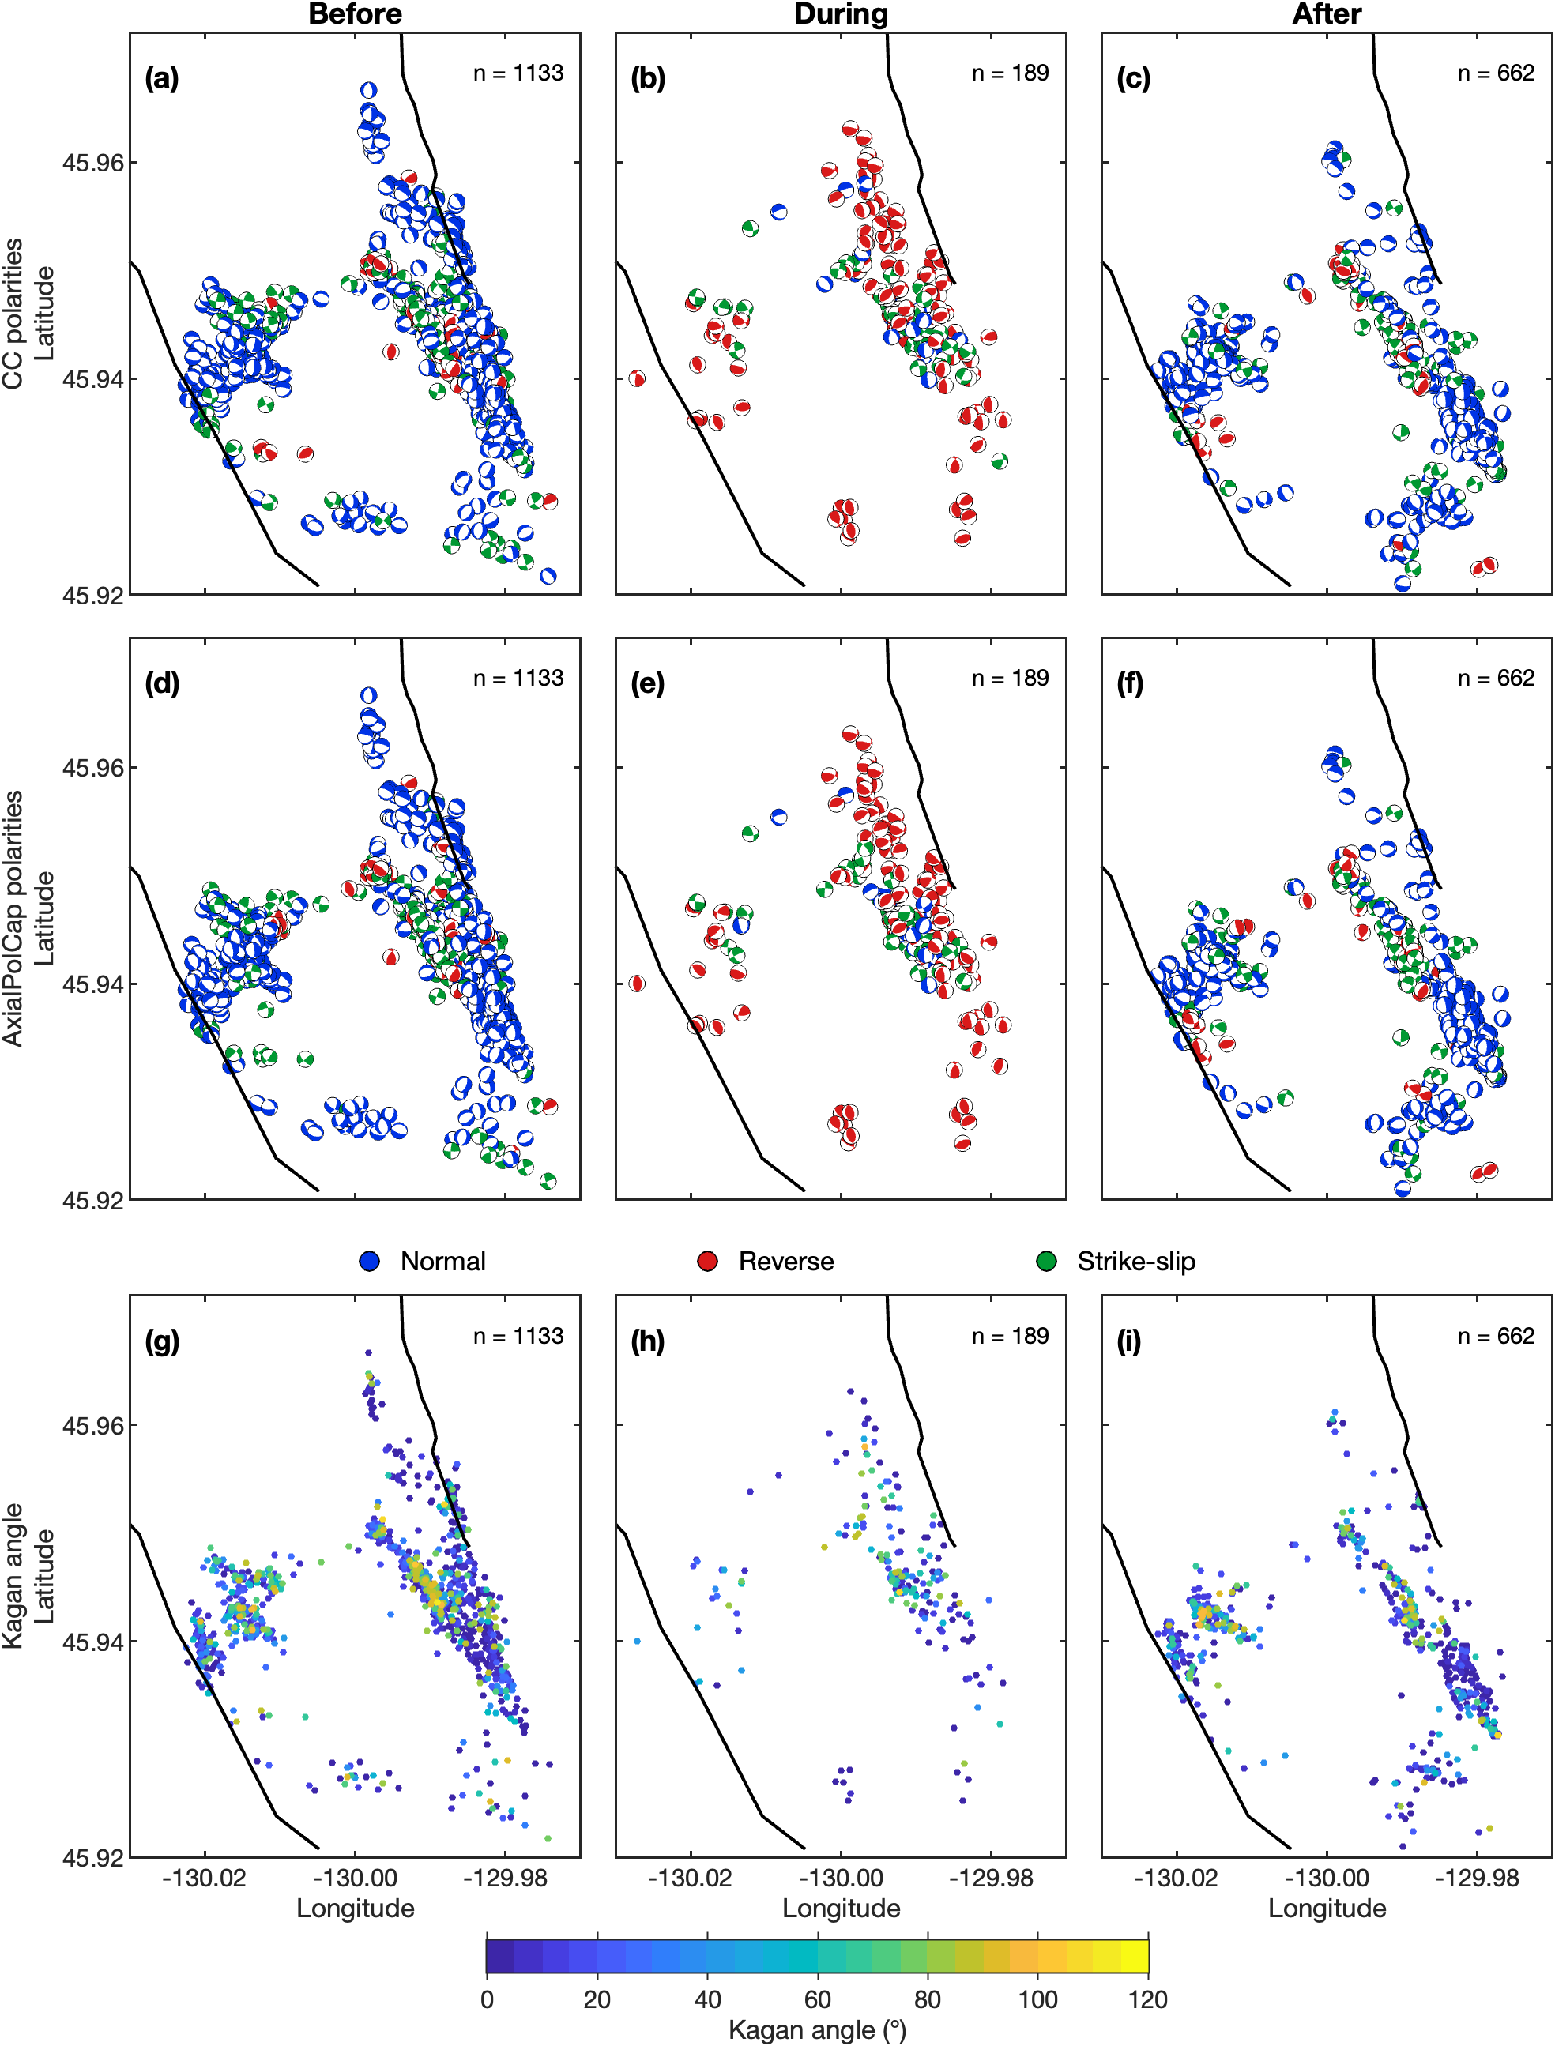 Before During After
CC polarities
Latitude
(a) n = 1133
(b) n = 189
(c) n = 662
45.96
45.94
45.92
AxialPolCap polarities
Latitude
(d) n = 1133
(e) n = 189
(f) n = 662
45.96
45.94
45.92
Normal Reverse Strike-slip
Kagan angle
Latitude
(g) n = 1133
(h) n = 189
(i) n = 662
45.96
45.94
45.92
-130.02 -130.00 -129.98 -130.02 -130.00 -129.98 -130.02 -130.00 -129.98
Longitude Longitude Longitude
0 20 40 60 80 100 120
Kagan angle (°)